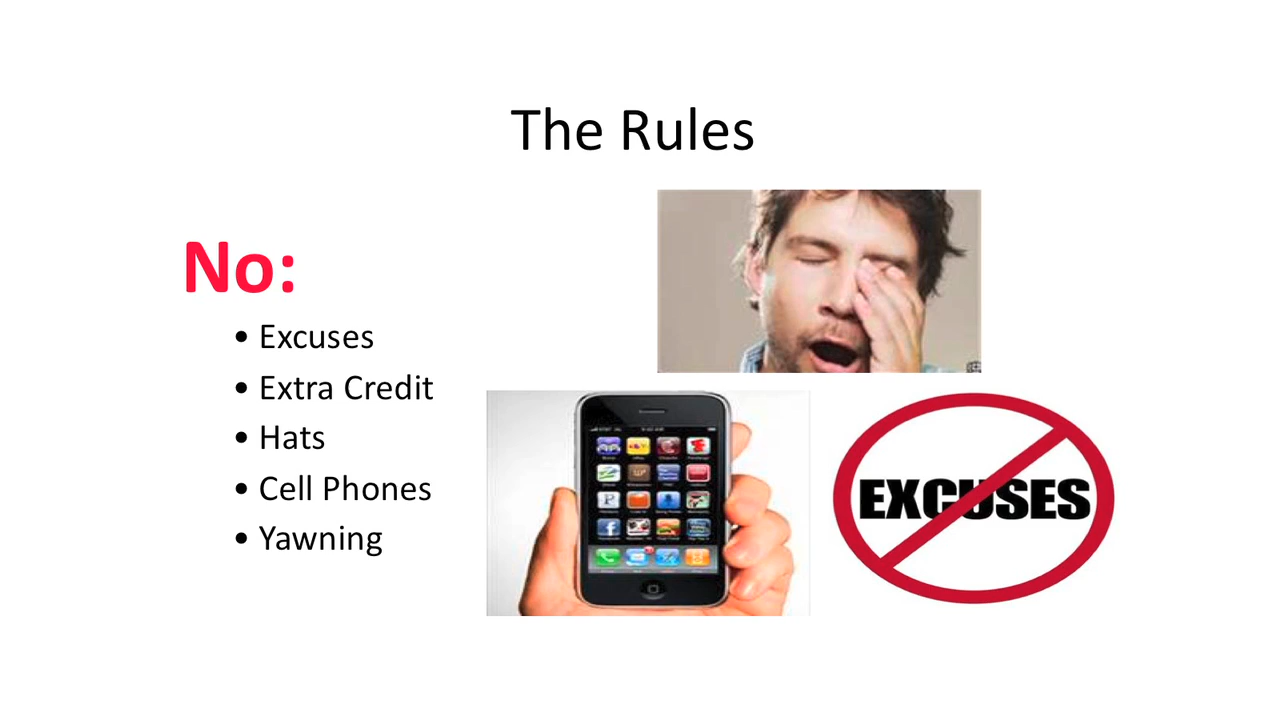 The Rules
No:
• Excuses
• Extra Credit
• Hats
• Cell Phones
• Yawning
EXCUSES